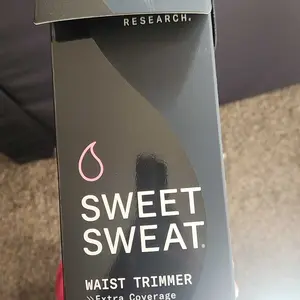 RESEARCH®
SWEET
SWEAT®
WAIST TRIMMER
»Extra Coverage